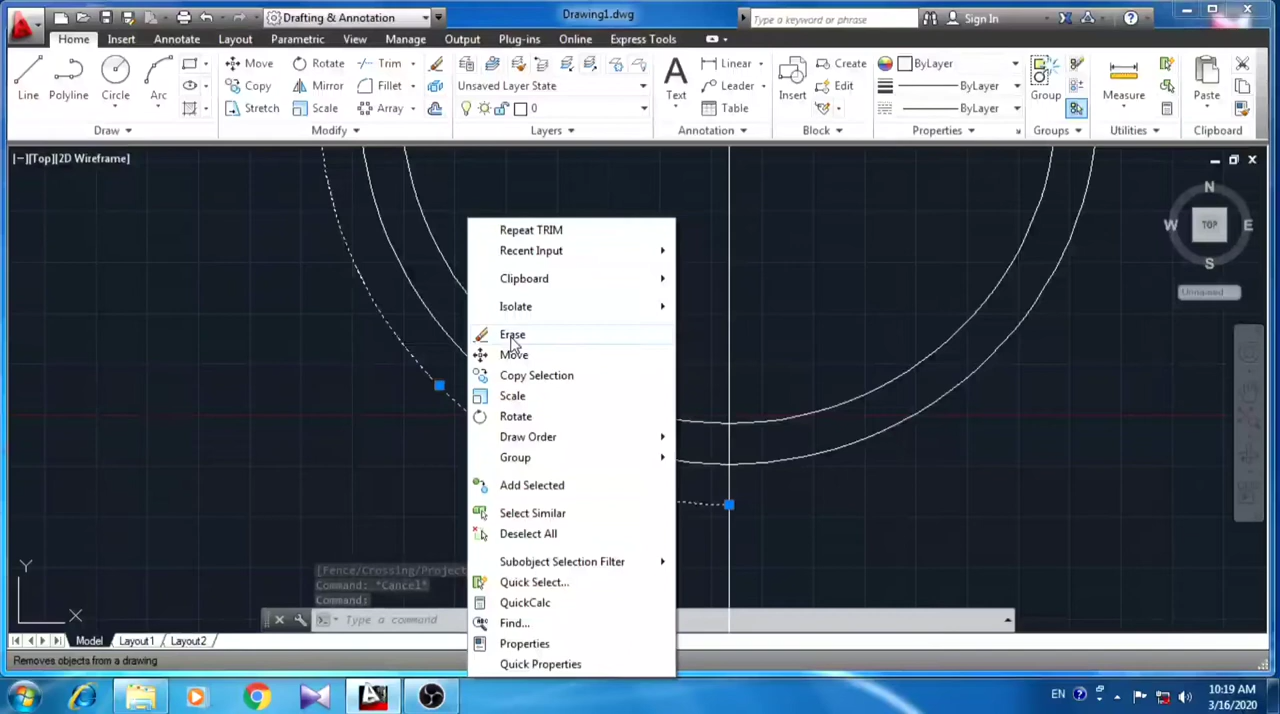 Drafting & Annotation
Drawing1.dwg
Type a keyword or phrase
Sign In
Home Insert Annotate Layout Parametric View Manage Output Plug-ins Online Express Tools
Line Polyline Circle Arc
Move Rotate Trim
Copy Mirror Fillet
Stretch Scale Array
Unsaved Layer State
0
Text
Linear
Leader
Table
Insert
Create
Edit
ByLayer
ByLayer
ByLayer
Group
Measure
Paste
Draw Modify Layers Annotation Block Properties Groups Utilities Clipboard
[−][Top][2D Wireframe]
N
W TOP E
S
Unnamed
Repeat TRIM
Recent Input
Clipboard
Isolate
Erase
Move
Copy Selection
Scale
Rotate
Draw Order
Group
Add Selected
Select Similar
Deselect All
Subobject Selection Filter
Quick Select...
QuickCalc
Find...
Properties
Quick Properties
Y
X
[Fence/Crossing/Project
Command: *Cancel*
Command:
Type a command
Model Layout1 Layout2
Removes objects from a drawing
EN
10:19 AM
3/16/2020